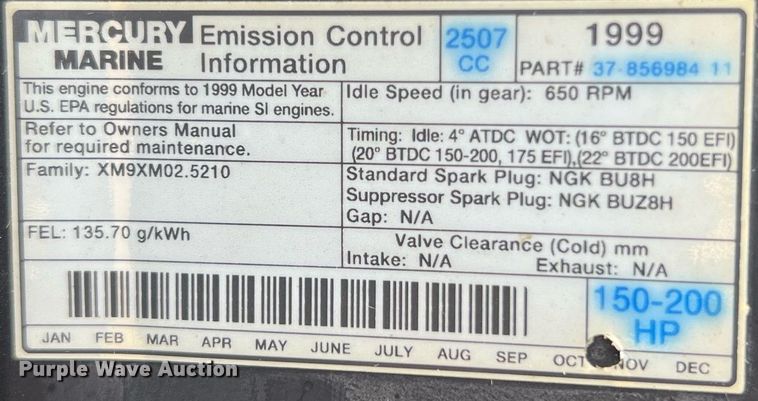 MERCURY MARINE
Emission Control Information
2507 CC
1999
PART# 37-856984 11
This engine conforms to 1999 Model Year
U.S. EPA regulations for marine SI engines.
Idle Speed (in gear): 650 RPM
Refer to Owners Manual
for required maintenance.
Timing: Idle: 4° ATDC WOT: (16° BTDC 150 EFI)
(20° BTDC 150-200, 175 EFI),(22° BTDC 200EFI)
Family: XM9XM02.5210
Standard Spark Plug: NGK BU8H
Suppressor Spark Plug: NGK BUZ8H
Gap: N/A
FEL: 135.70 g/kWh
Valve Clearance (Cold) mm
Intake: N/A Exhaust: N/A
150-200
HP
JAN FEB MAR APR MAY JUNE JULY AUG SEP OCT NOV DEC
Purple Wave Auction